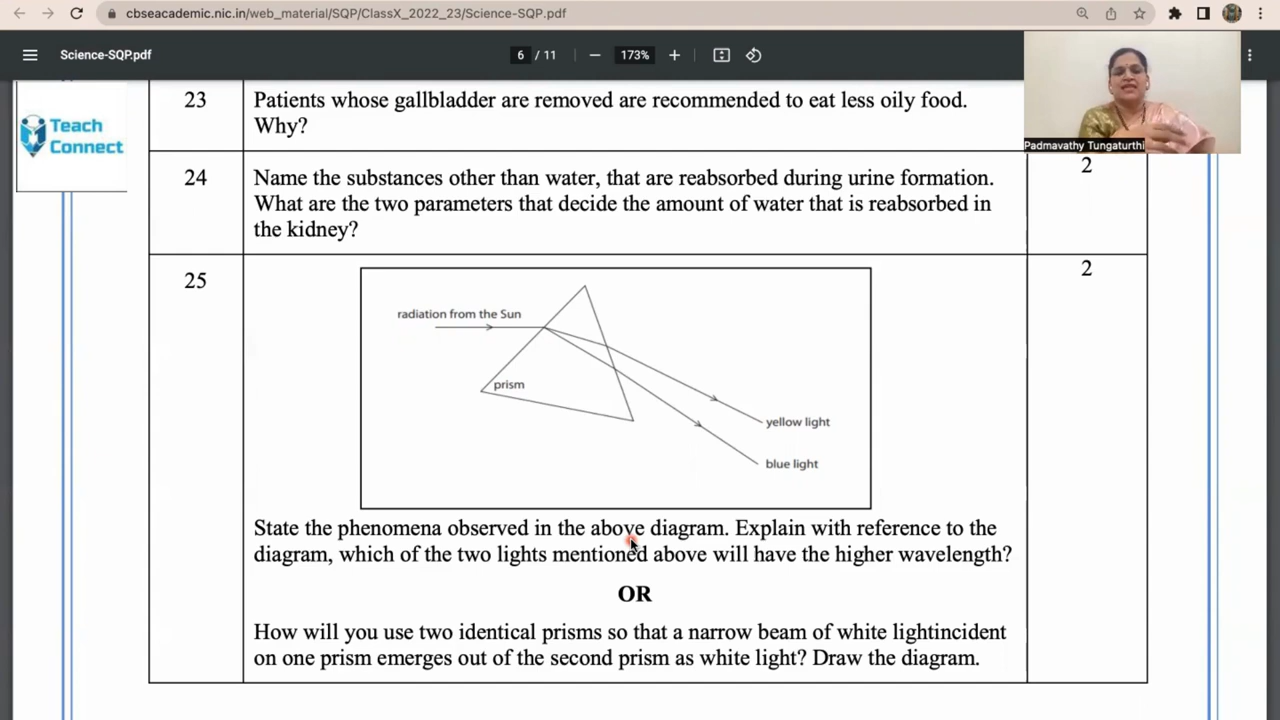 cbseacademic.nic.in/web_material/SQP/ClassX_2022_23/Science-SQP.pdf
Science-SQP.pdf
6 / 11
173%
Teach
Connect
Padmavathy Tungaturthi
23
Patients whose gallbladder are removed are recommended to eat less oily food.
Why?
24
Name the substances other than water, that are reabsorbed during urine formation.
What are the two parameters that decide the amount of water that is reabsorbed in
the kidney?
2
25
radiation from the Sun
prism
yellow light
blue light
2
State the phenomena observed in the above diagram. Explain with reference to the
diagram, which of the two lights mentioned above will have the higher wavelength?
OR
How will you use two identical prisms so that a narrow beam of white lightincident
on one prism emerges out of the second prism as white light? Draw the diagram.